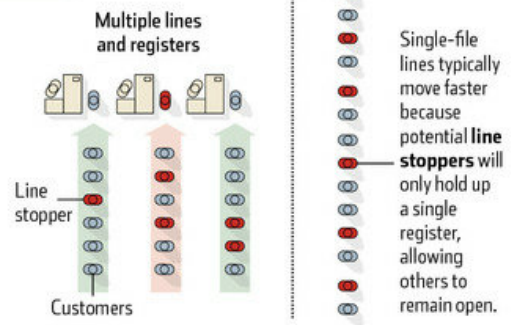 Multiple lines
and registers
Line
stopper
Customers
Single-file
lines typically
move faster
because
potential line
stoppers will
only hold up
a single
register,
allowing
others to
remain open.